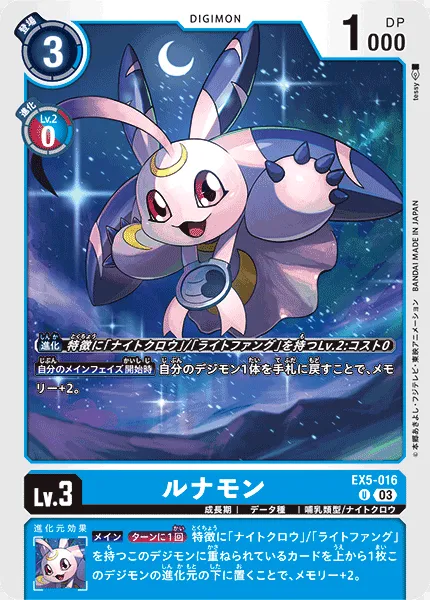 DIGIMON
登場
3
DP
1000
進化
Lv.2
0
tessy
©本郷あきよし・フジテレビ・東映アニメーション BANDAI MADE IN JAPAN
進化 特徴に「ナイトクロウ」/「ライトファング」を持つLv.2:コスト0
自分のメインフェイズ開始時 自分のデジモン1体を手札に戻すことで、メモ
リー+2。
Lv.3
ルナモン
EX5-016
U 03
成長期 | データ種 | 哺乳類型/ナイトクロウ
進化元効果
メイン ターンに1回 特徴に「ナイトクロウ」/「ライトファング」
を持つこのデジモンに重ねられているカードを上から1枚こ
のデジモンの進化元の下に置くことで、メモリー+2。